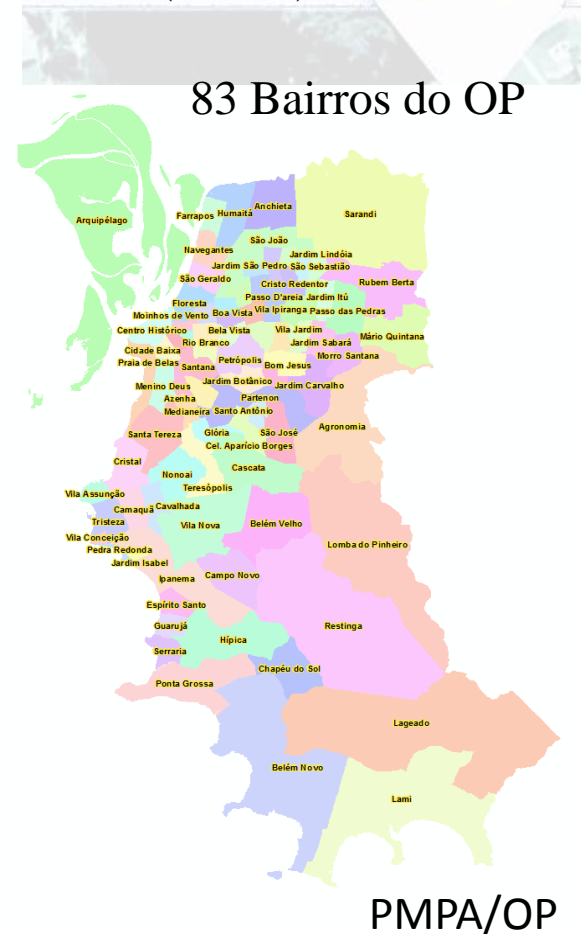 83 Bairros do OP
Arquipélago
Farrapos
Humaitá
Anchieta
Sarandi
São João
Navegantes
Jardim Lindóia
Jardim São Pedro
São Sebastião
São Geraldo
Cristo Redentor
Rubem Berta
Floresta
Passo D'areia
Jardim Itú
Moinhos de Vento
Boa Vista
Vila Ipiranga
Passo das Pedras
Centro Histórico
Bela Vista
Vila Jardim
Mário Quintana
Rio Branco
Jardim Sabará
Cidade Baixa
Morro Santana
Praia de Belas
Santana
Petrópolis
Bom Jesus
Menino Deus
Jardim Botânico
Jardim Carvalho
Azenha
Partenon
Medianeira
Santo Antônio
Santa Tereza
Glória
São José
Agronomia
Cel. Aparício Borges
Cristal
Cascata
Nonoai
Teresópolis
Vila Assunção
Camaquã
Cavalhada
Tristeza
Vila Nova
Belém Velho
Vila Conceição
Pedra Redonda
Lomba do Pinheiro
Jardim Isabel
Ipanema
Campo Novo
Espírito Santo
Guarujá
Restinga
Hípica
Serraria
Chapéu do Sol
Ponta Grossa
Lageado
Belém Novo
Lami
PMPA/OP